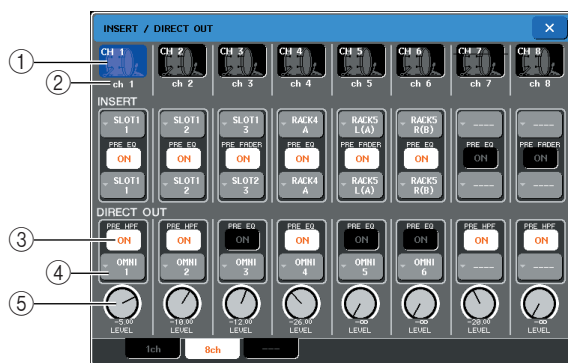 INSERT / DIRECT OUT ×
① CH 1 CH 2 CH 3 CH 4 CH 5 CH 6 CH 7 CH 8
② ch 1 ch 2 ch 3 ch 4 ch 5 ch 6 ch 7 ch 8
INSERT
SLOT1 1 SLOT1 2 SLOT1 3 RACK4 A RACK5 L(A) RACK5 R(B) ---- ----
PRE EQ PRE EQ PRE FADER PRE EQ PRE FADER PRE EQ PRE EQ PRE FADER
ON ON ON ON ON ON ON ON
SLOT1 1 SLOT1 2 SLOT2 3 RACK4 A RACK5 L(A) RACK5 R(B) ---- ----
DIRECT OUT
PRE HPF PRE HPF PRE EQ PRE EQ PRE EQ PRE EQ PRE HPF PRE HPF
③ ON ON ON ON ON ON ON ON
④ OMNI 1 OMNI 2 OMNI 3 OMNI 4 OMNI 5 OMNI 6 ---- ----
⑤
-5.00 -10.00 -12.00 -26.00 -∞ -∞ -20.00 -∞
LEVEL LEVEL LEVEL LEVEL LEVEL LEVEL LEVEL LEVEL
1ch 8ch ----